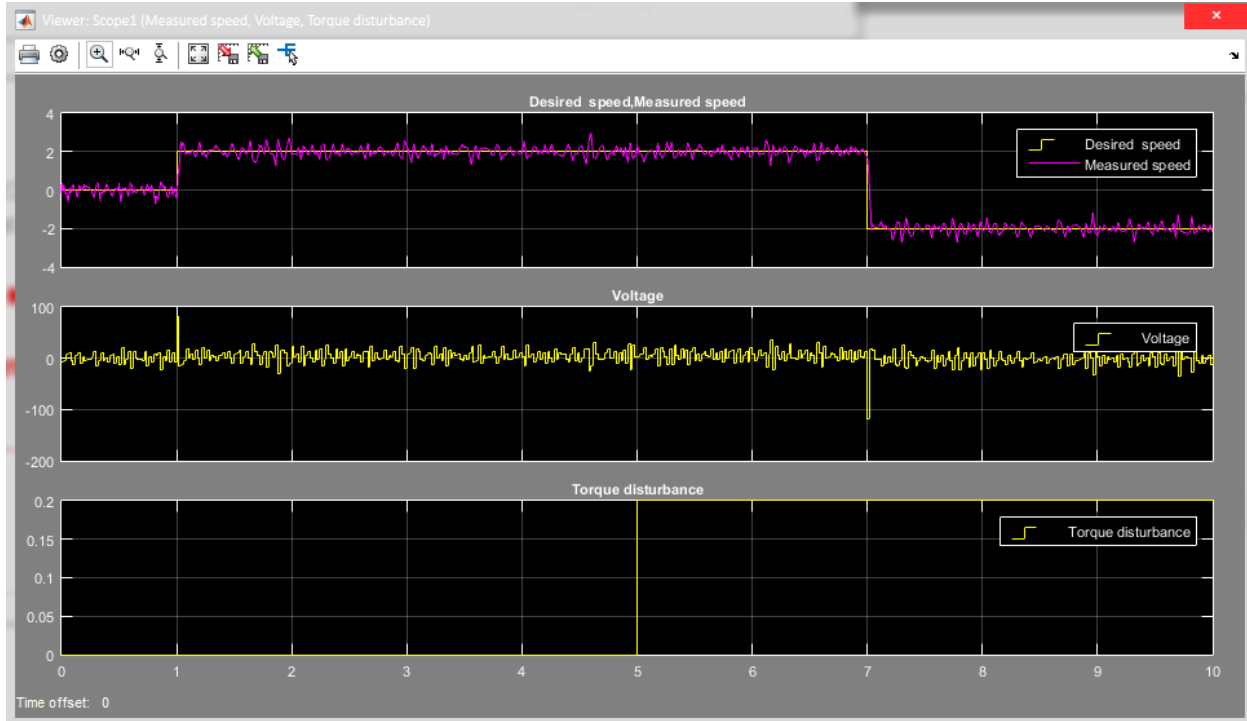 Viewer: Scope1 (Measured speed, Voltage, Torque disturbance)
Desired  speed,Measured speed
4
2
0
-2
-4
Desired  speed
Measured speed
Voltage
100
0
-100
-200
Voltage
Torque disturbance
0.2
0.15
0.1
0.05
0
Torque disturbance
0 1 2 3 4 5 6 7 8 9 10
Time offset:  0